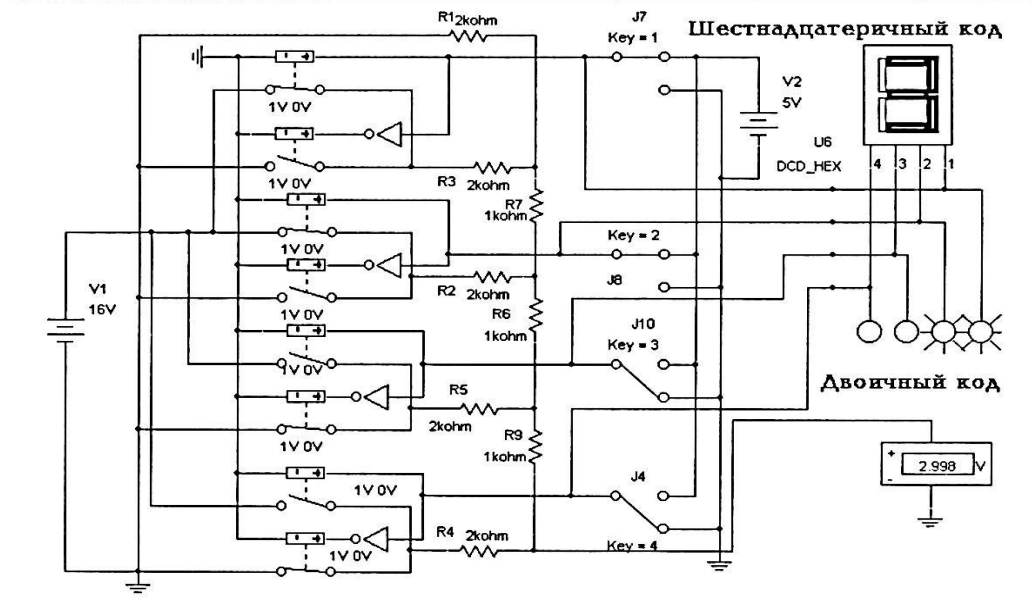 R1 2kohm
J7
Key = 1
Шестнадцатеричный код
V2
5V
1V 0V
U6
DCD_HEX
4 3 2 1
R3 2kohm
1V 0V
R7
1kohm
Key = 2
1V 0V
J8
R2 2kohm
V1
16V
1V 0V
R6
1kohm
J10
Key = 3
1V 0V
Двоичный код
R5
2kohm
1V 0V
R9
1kohm
+ 2.998 V
-
1V 0V
J4
R4 2kohm
1V 0V
Key = 4